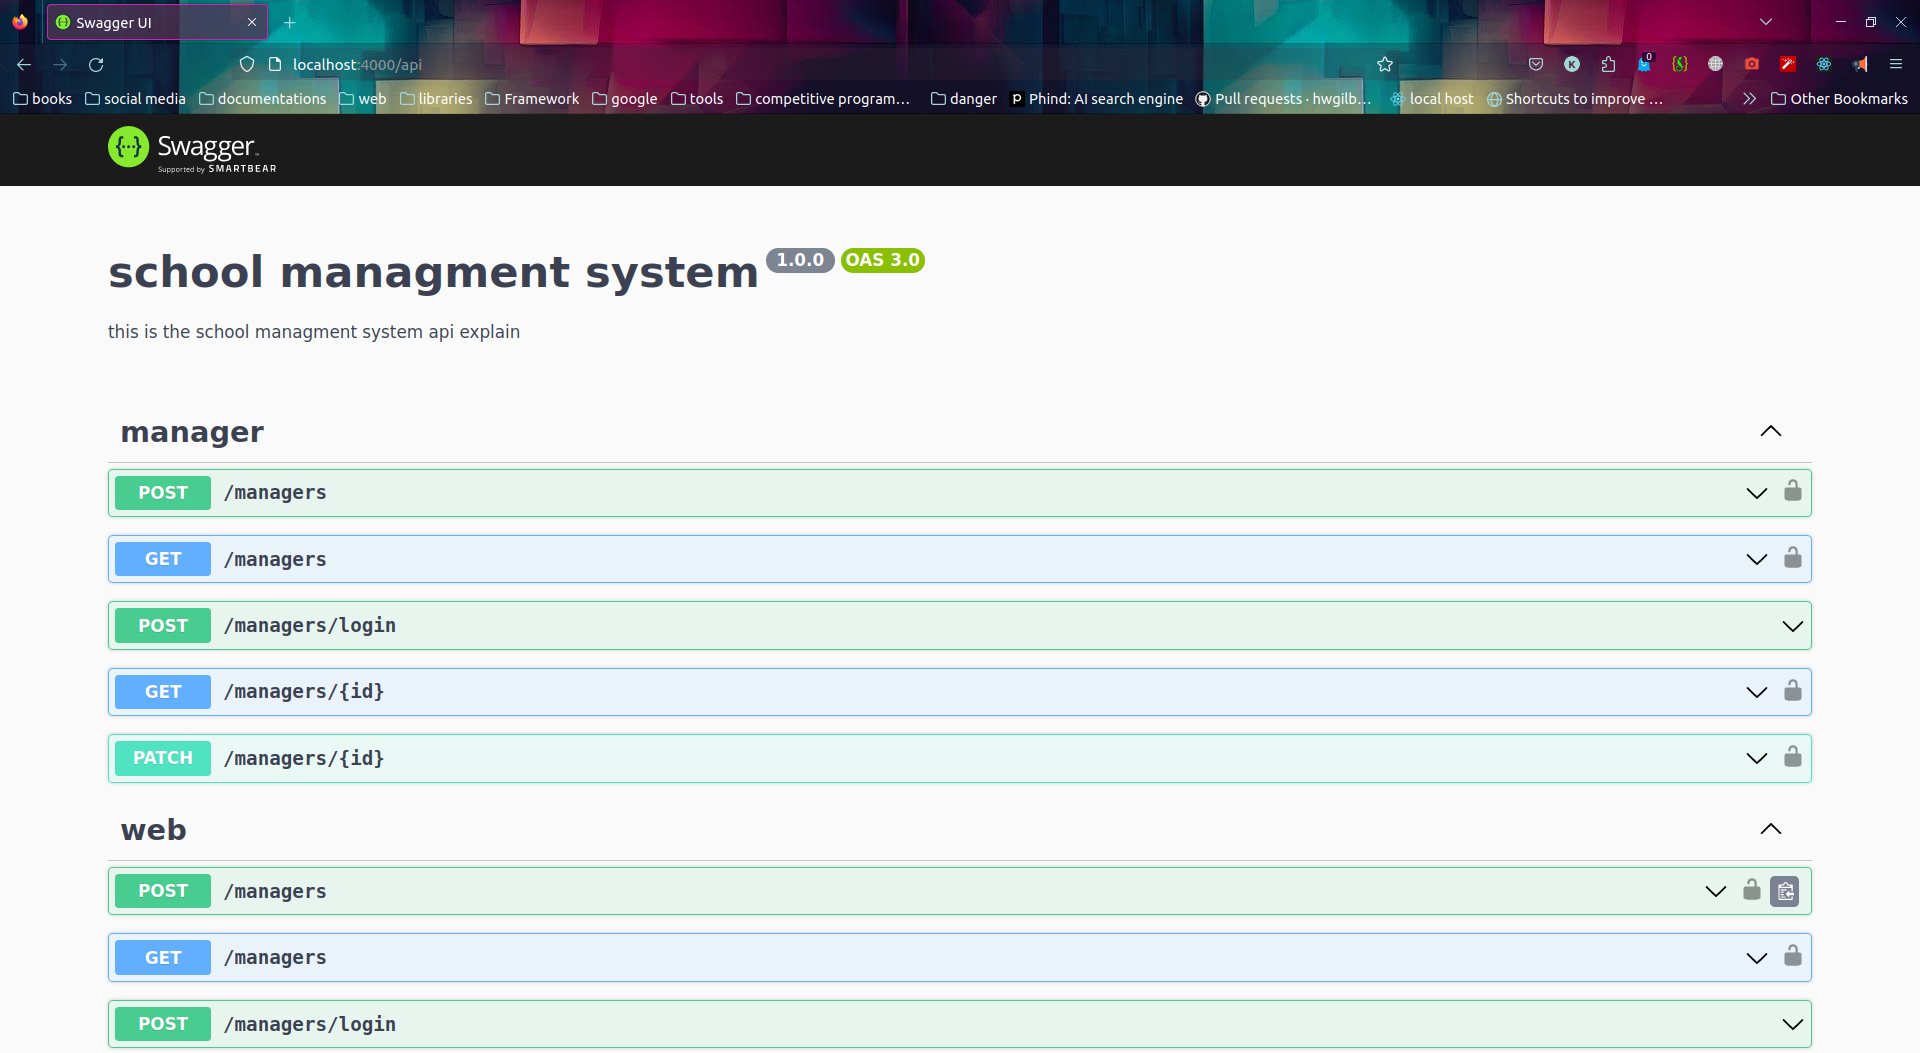 Swagger UI
localhost:4000/api
0
K
books social media documentations web libraries Framework google tools competitive program… danger Phind: AI search engine Pull requests · hwgilb… local host Shortcuts to improve … Other Bookmarks
Swagger
Supported by SMARTBEAR
school managment system 1.0.0 OAS 3.0
this is the school managment system api explain
manager
POST /managers
GET /managers
POST /managers/login
GET /managers/{id}
PATCH /managers/{id}
web
POST /managers
GET /managers
POST /managers/login